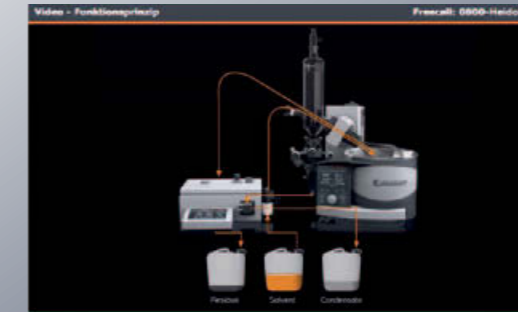 Video - Funktionsprinzip
Freecall: 0800-Heido
Residue
Solvent
Condensate